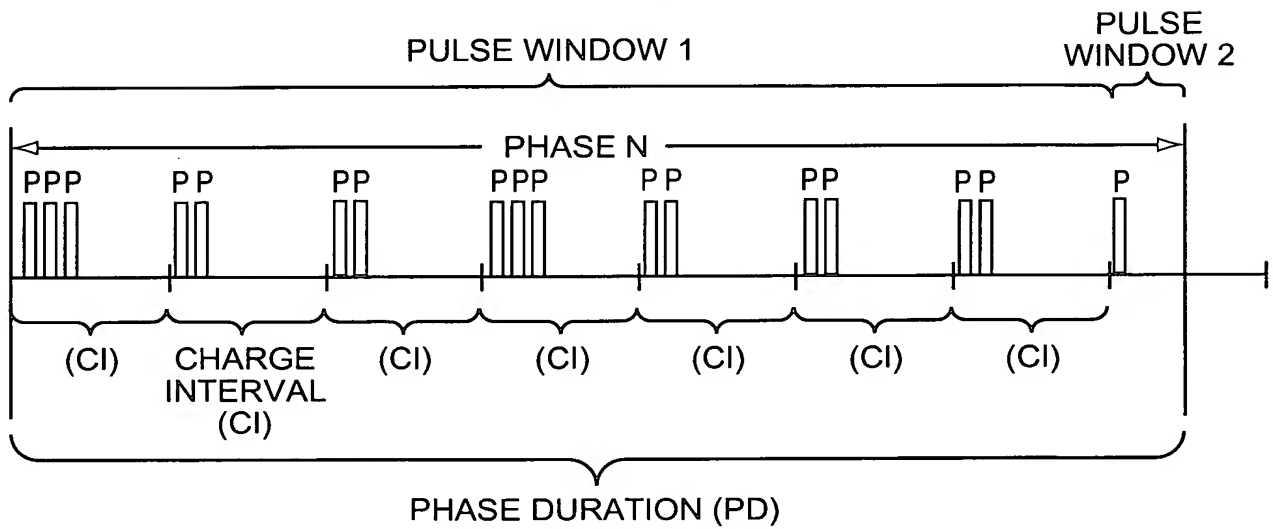 PULSE WINDOW 1
PULSE
WINDOW 2
PHASE N
PPP
P P
PP
PPP
P P
PP
P P
P
(CI)
CHARGE
INTERVAL
(CI)
(CI)
(CI)
(CI)
(CI)
(CI)
PHASE DURATION (PD)